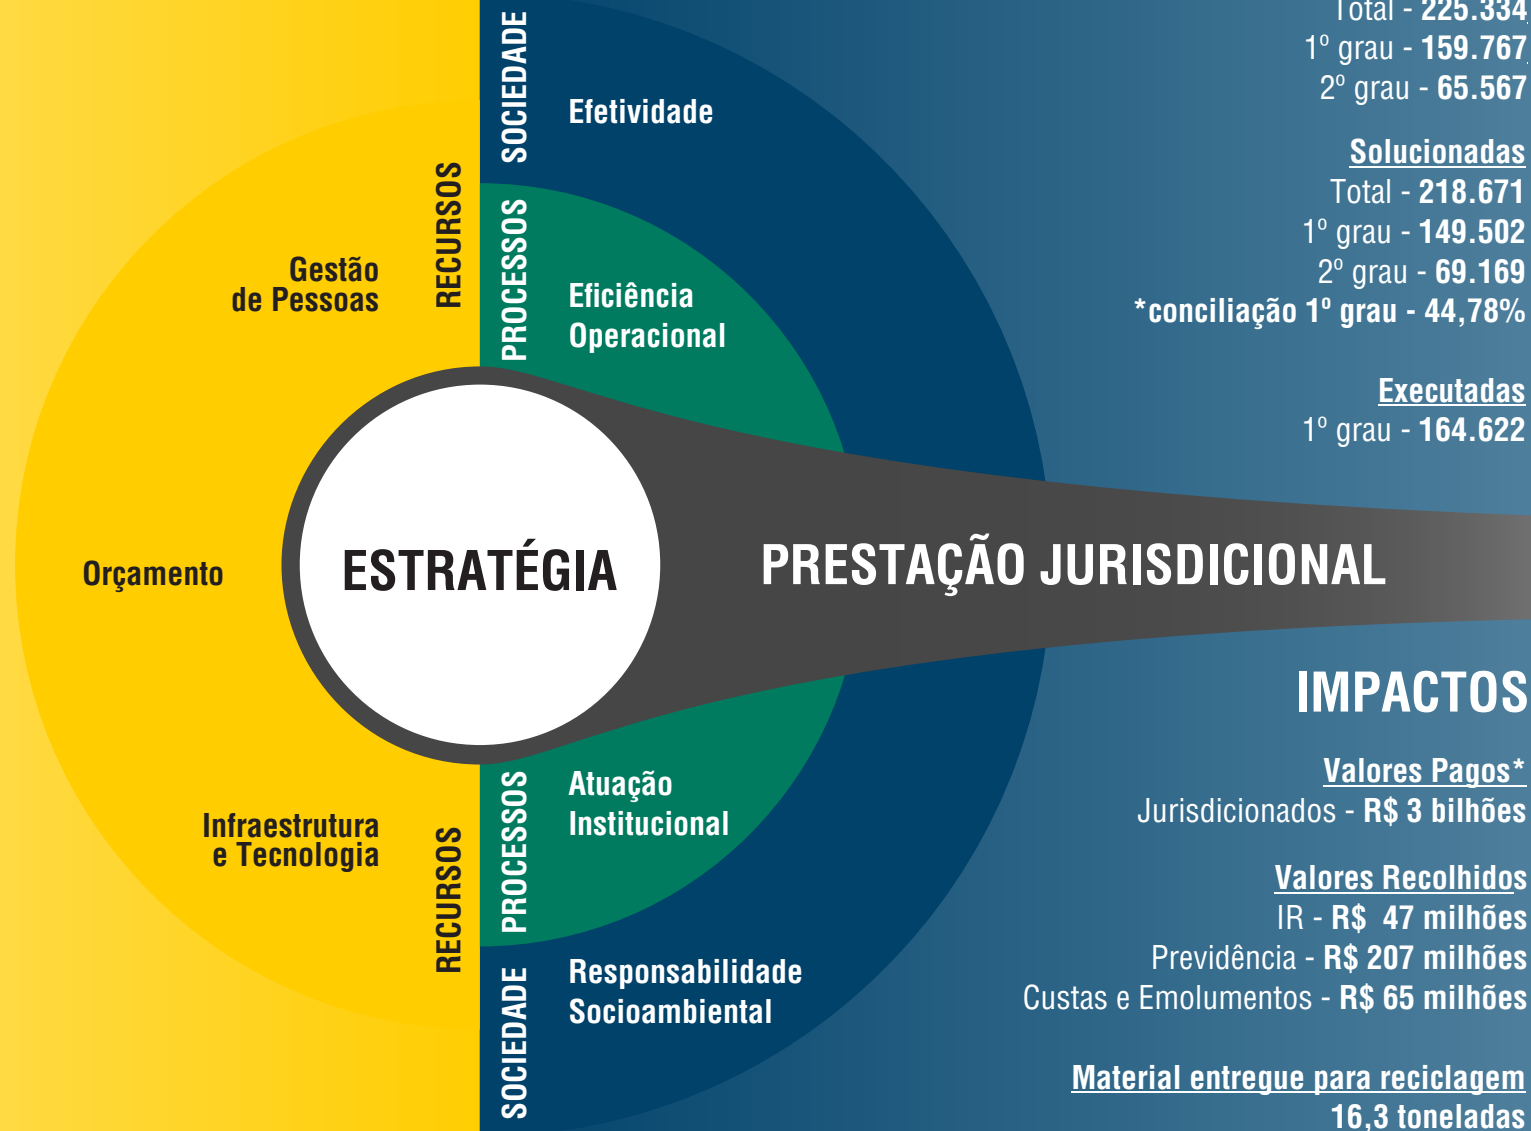 RECURSOS
Gestão
de Pessoas
Orçamento
Infraestrutura
e Tecnologia
RECURSOS
ESTRATÉGIA
SOCIEDADE
Efetividade
PROCESSOS
Eficiência
Operacional
PRESTAÇÃO JURISDICIONAL
PROCESSOS
Atuação
Institucional
SOCIEDADE
Responsabilidade
Socioambiental
Total - 225.334
1º grau - 159.767
2º grau - 65.567
Solucionadas
Total - 218.671
1º grau - 149.502
2º grau - 69.169
*conciliação 1º grau - 44,78%
Executadas
1º grau - 164.622
IMPACTOS
Valores Pagos*
Jurisdicionados - R$ 3 bilhões
Valores Recolhidos
IR - R$ 47 milhões
Previdência - R$ 207 milhões
Custas e Emolumentos - R$ 65 milhões
Material entregue para reciclagem
16,3 toneladas